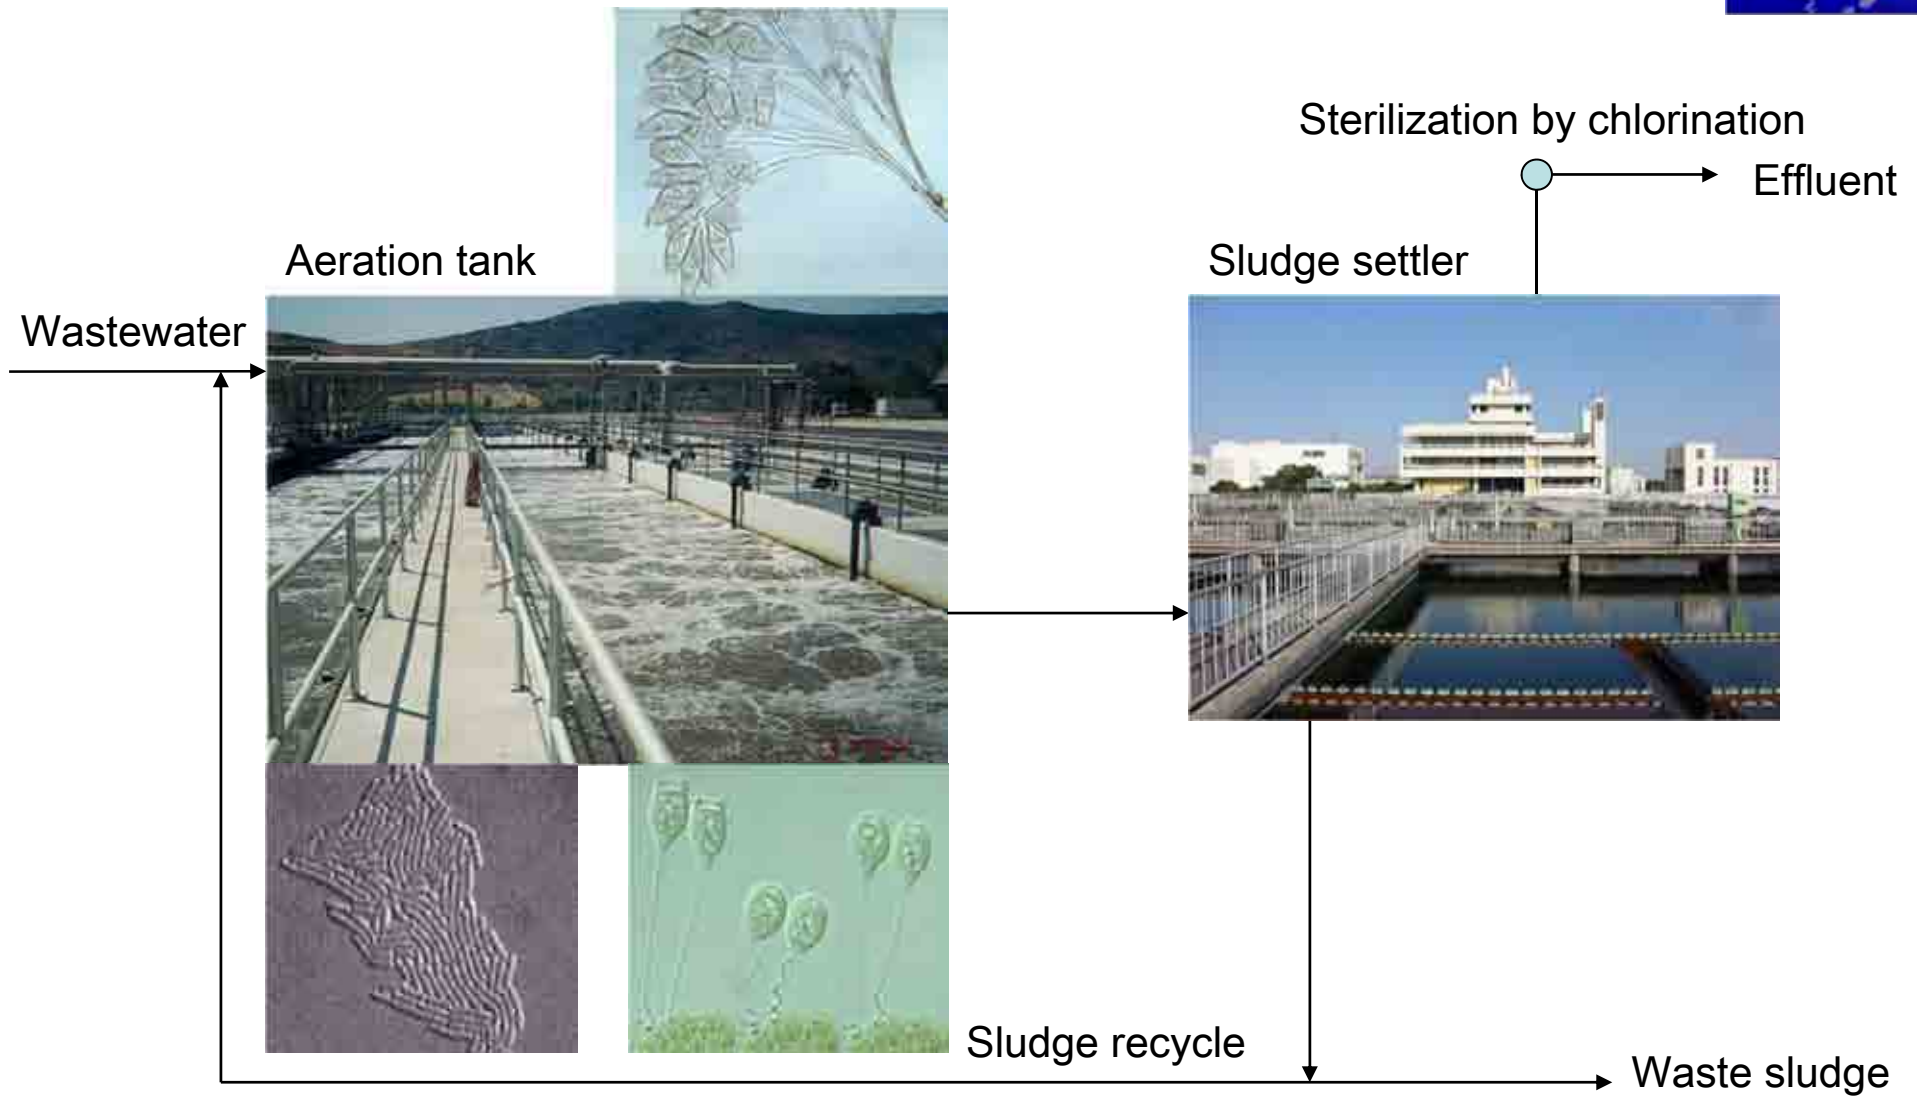 Sterilization by chlorination
Effluent
Aeration tank
Sludge settler
Wastewater
Sludge recycle
Waste sludge